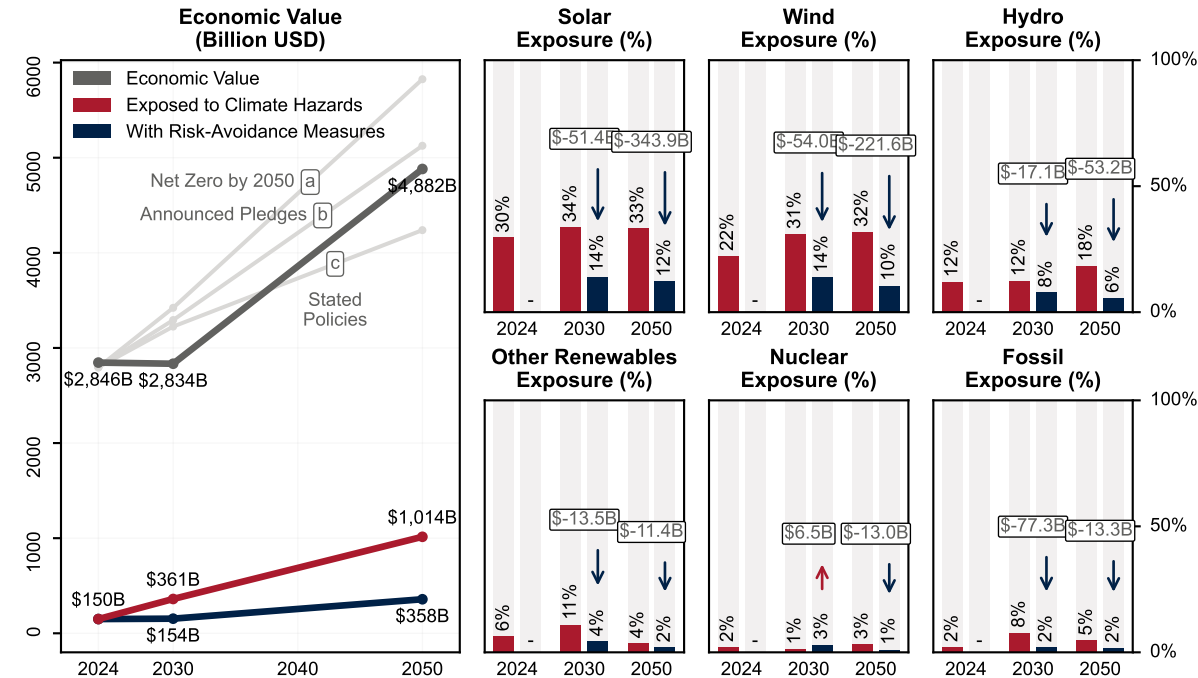 Economic Value
(Billion USD)
6000
5000
4000
3000
2000
1000
0
Economic Value
Exposed to Climate Hazards
With Risk-Avoidance Measures
Net Zero by 2050 a
Announced Pledges b
c
Stated
Policies
$4,882B
$2,846B $2,834B
$1,014B
$361B
$150B
$154B
$358B
2024 2030 2040 2050
Solar
Exposure (%)
$-51.4B $-343.9B
30% - 34% 14% 33% 12%
2024 2030 2050
Wind
Exposure (%)
$-54.0B $-221.6B
22% - 31% 14% 32% 10%
2024 2030 2050
Hydro
Exposure (%)
$-17.1B $-53.2B
12% - 12% 8% 18% 6%
2024 2030 2050
100%
50%
0%
Other Renewables
Exposure (%)
$-13.5B $-11.4B
6% - 11% 4% 4% 2%
2024 2030 2050
Nuclear
Exposure (%)
$6.5B $-13.0B
2% - 1% 3% 3% 1%
2024 2030 2050
Fossil
Exposure (%)
$-77.3B $-13.3B
2% - 8% 2% 5% 2%
2024 2030 2050
100%
50%
0%